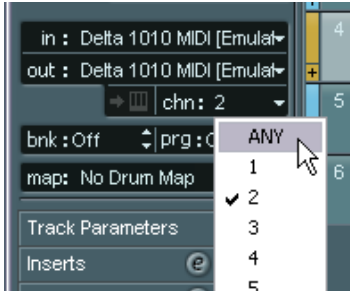 in : Delta 1010 MIDI [Emulat
out : Delta 1010 MIDI [Emulat
chn: 2
bnk : Off prg :
map: No Drum Map
ANY
1
2
3
4
5
Track Parameters
Inserts e
4
5
6